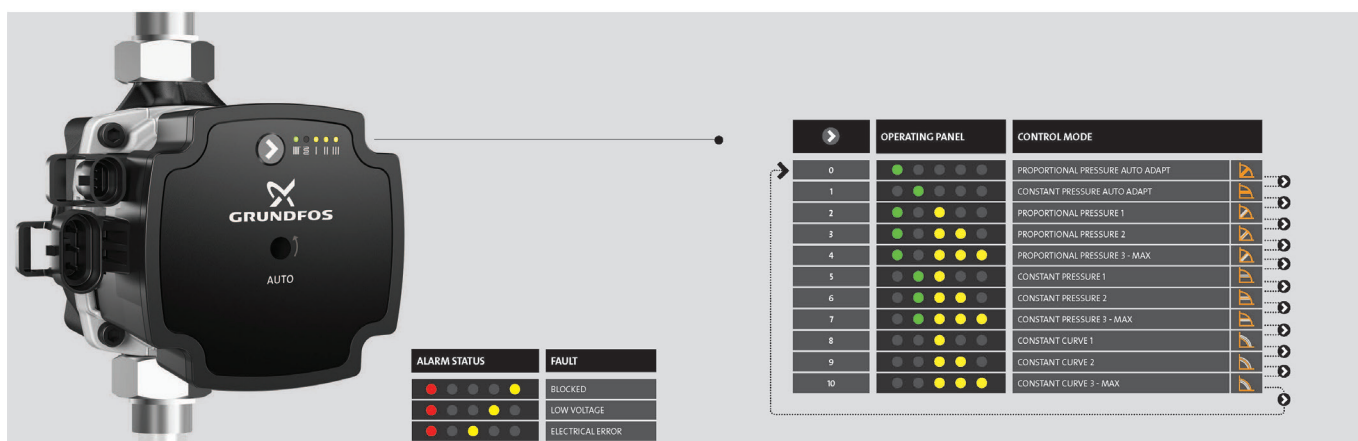 I II III
GRUNDFOS
AUTO
ALARM STATUS FAULT
BLOCKED
LOW VOLTAGE
ELECTRICAL ERROR
OPERATING PANEL CONTROL MODE
0 PROPORTIONAL PRESSURE AUTO ADAPT
1 CONSTANT PRESSURE AUTO ADAPT
2 PROPORTIONAL PRESSURE 1
3 PROPORTIONAL PRESSURE 2
4 PROPORTIONAL PRESSURE 3 - MAX
5 CONSTANT PRESSURE 1
6 CONSTANT PRESSURE 2
7 CONSTANT PRESSURE 3 - MAX
8 CONSTANT CURVE 1
9 CONSTANT CURVE 2
10 CONSTANT CURVE 3 - MAX